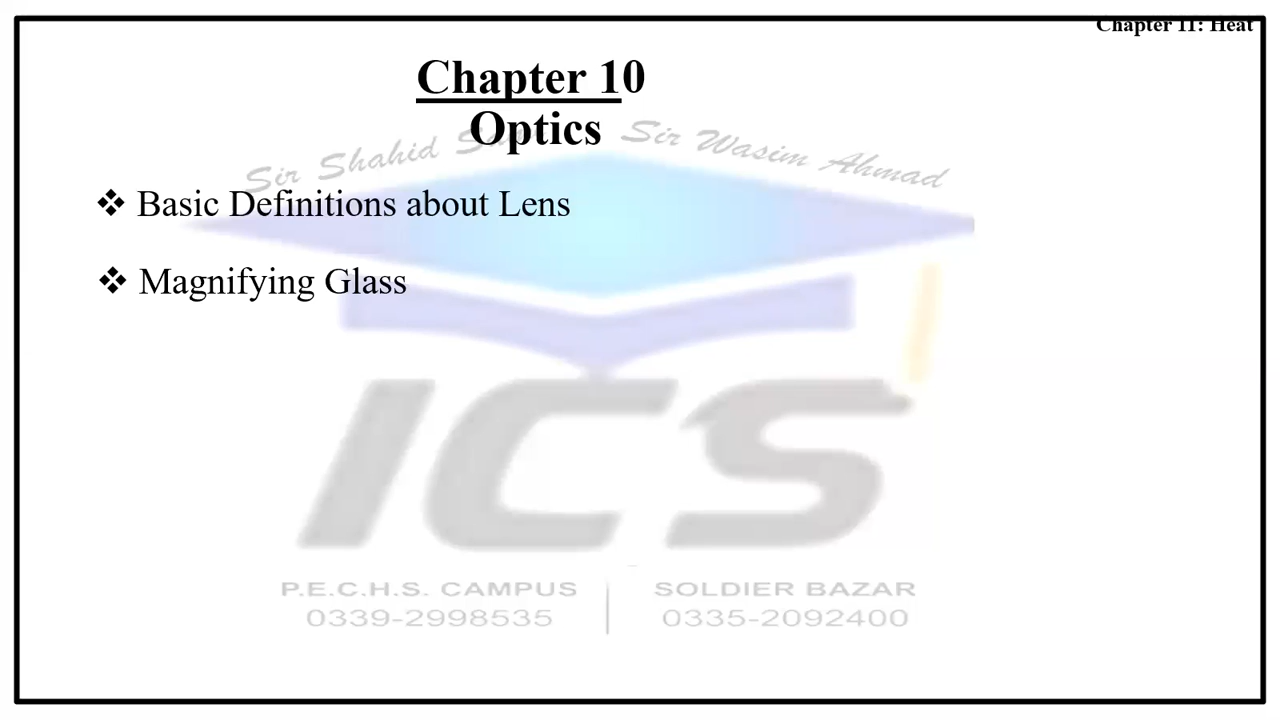 Chapter 11: Heat
Chapter 10
Optics
Sir Shahid Sir Wasim Ahmad
❖ Basic Definitions about Lens
❖ Magnifying Glass
ICS
P.E.C.H.S. CAMPUS SOLDIER BAZAR
0339-2998535 0335-2092400